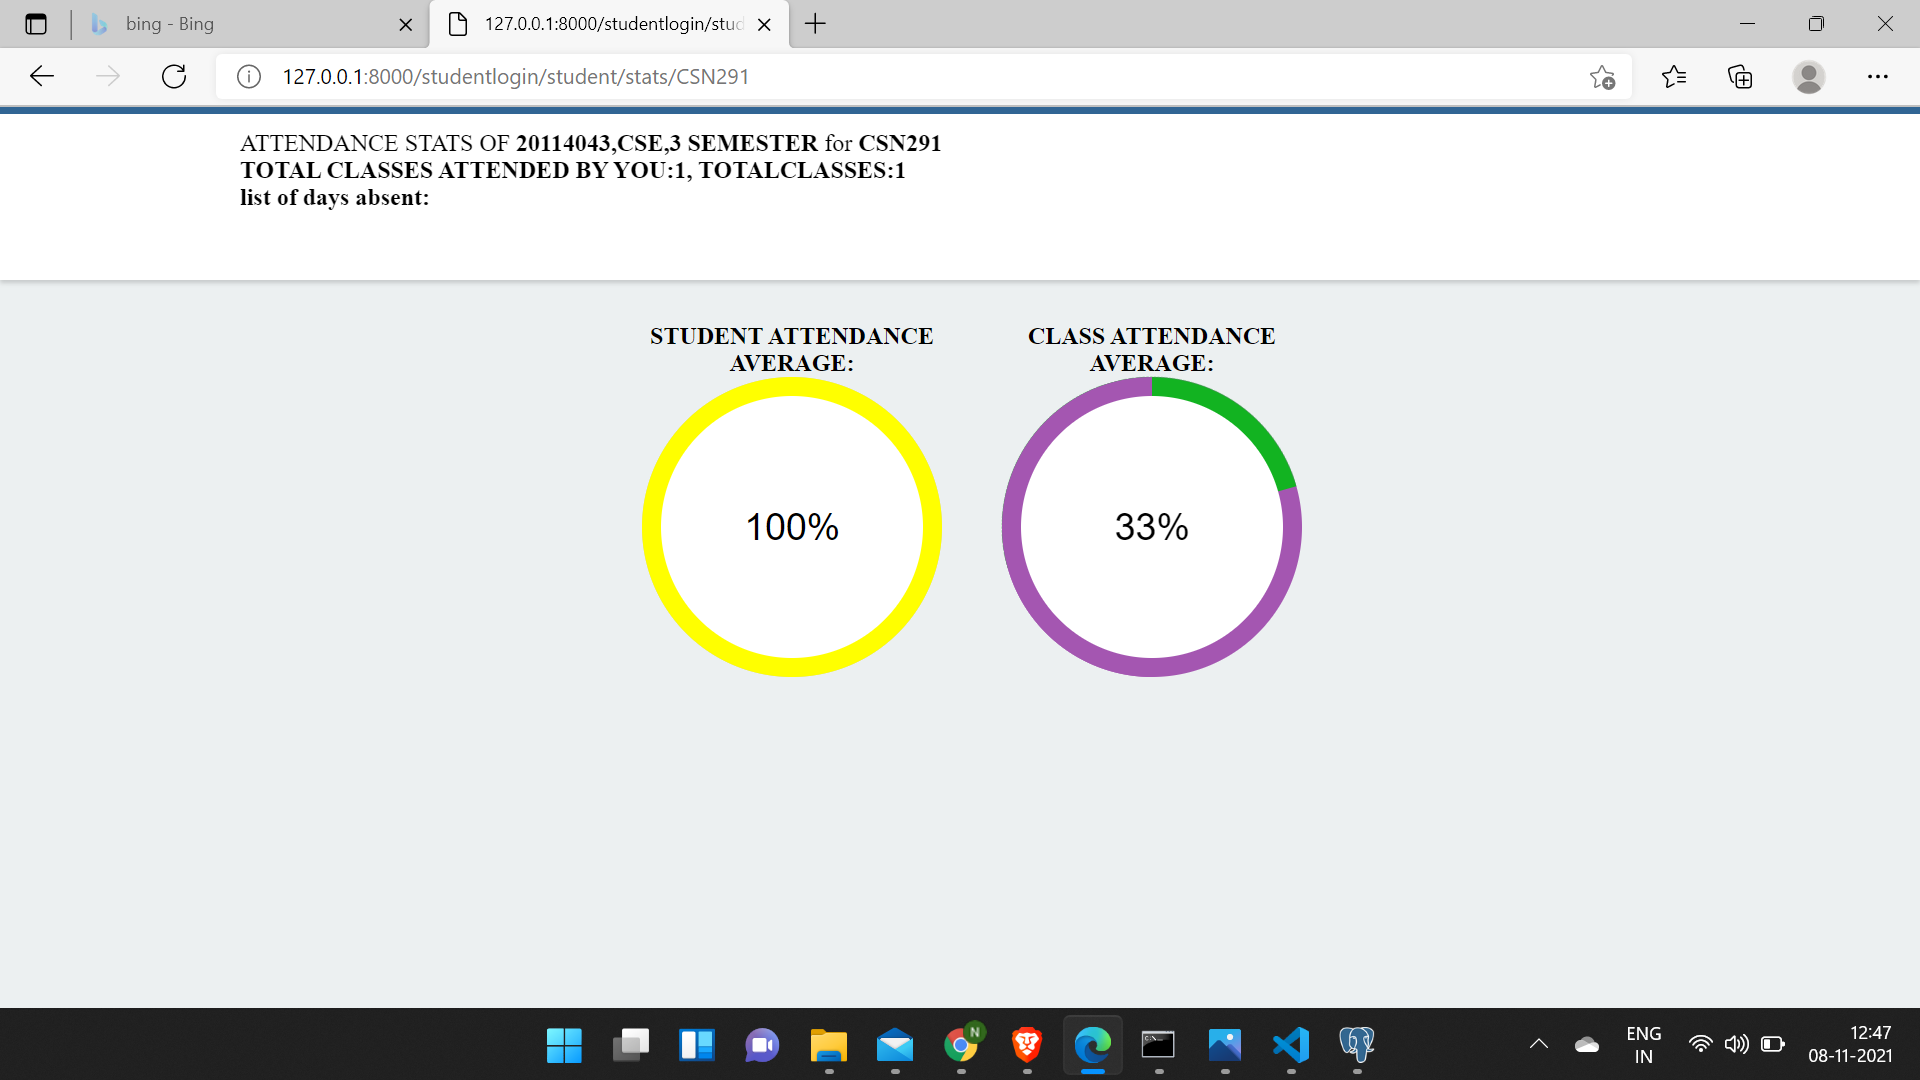 bing - Bing
127.0.0.1:8000/studentlogin/stud
127.0.0.1:8000/studentlogin/student/stats/CSN291
ATTENDANCE STATS OF 20114043,CSE,3 SEMESTER for CSN291
TOTAL CLASSES ATTENDED BY YOU:1, TOTALCLASSES:1
list of days absent:
STUDENT ATTENDANCE
AVERAGE:
100%
CLASS ATTENDANCE
AVERAGE:
33%
N
ENG
IN
12:47
08-11-2021